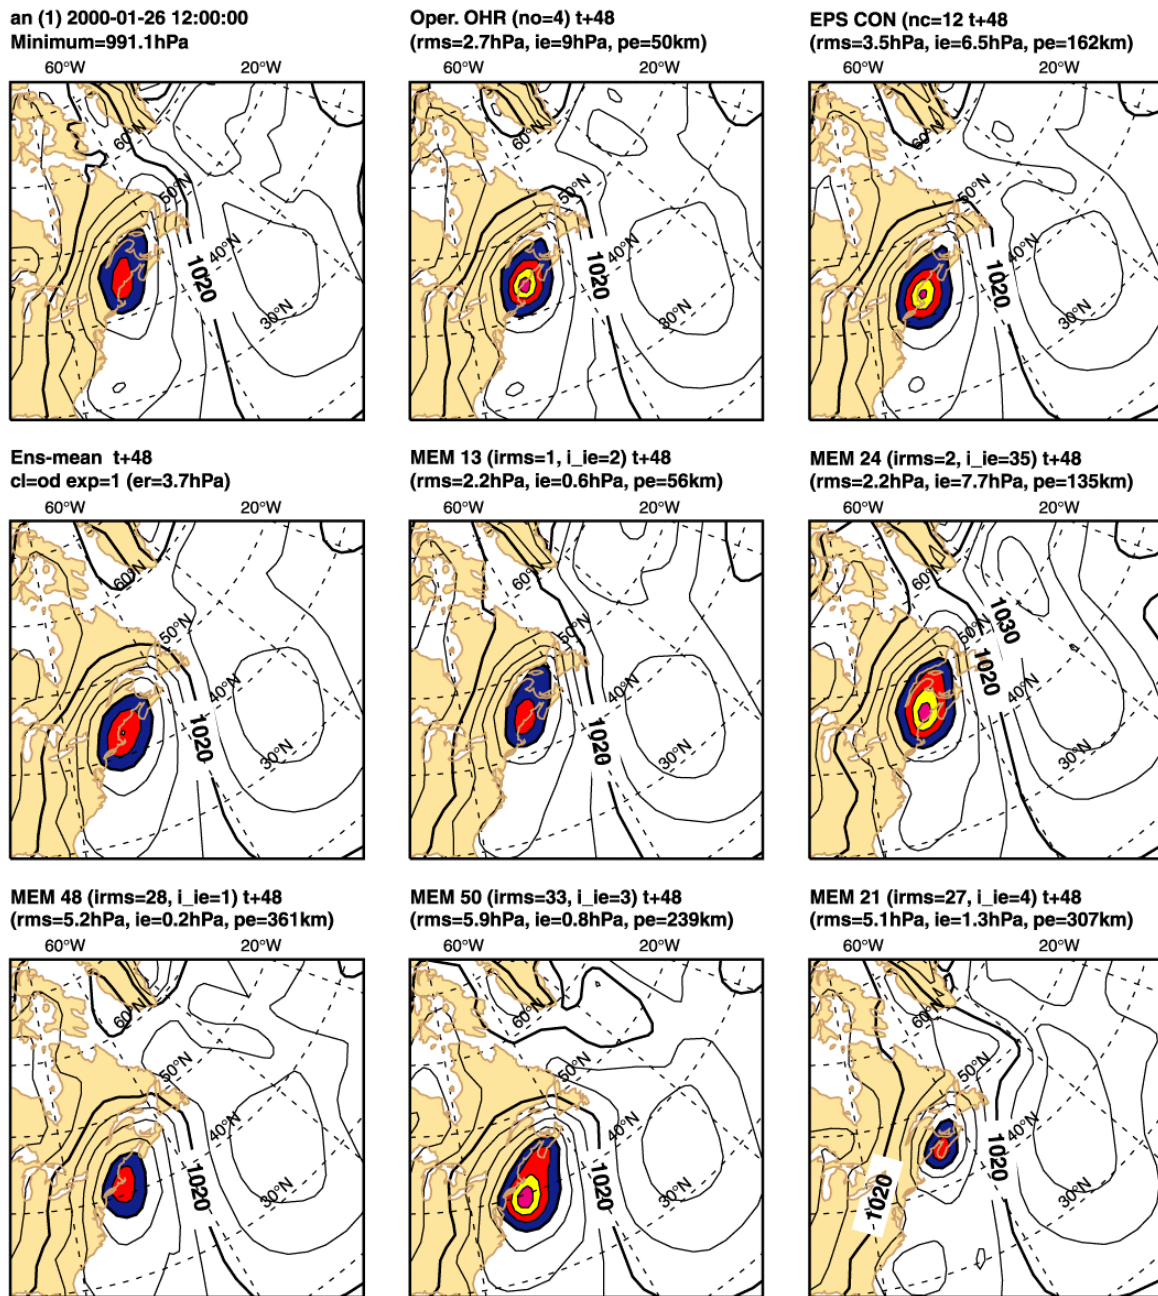 an (1) 2000-01-26 12:00:00
Minimum=991.1hPa
60°W 20°W
60°N
50°N
40°N
1020
30°N
Oper. OHR (no=4) t+48
(rms=2.7hPa, ie=9hPa, pe=50km)
60°W 20°W
60°N
50°N
40°N
1020
30°N
EPS CON (nc=12 t+48
(rms=3.5hPa, ie=6.5hPa, pe=162km)
60°W 20°W
60°N
50°N
40°N
1020
30°N
Ens-mean t+48
cl=od exp=1 (er=3.7hPa)
60°W 20°W
60°N
50°N
40°N
1020
30°N
MEM 13 (irms=1, i_ie=2) t+48
(rms=2.2hPa, ie=0.6hPa, pe=56km)
60°W 20°W
60°N
50°N
40°N
1020
30°N
MEM 24 (irms=2, i_ie=35) t+48
(rms=2.2hPa, ie=7.7hPa, pe=135km)
60°W 20°W
60°N
1030
50°N
1020
40°N
30°N
MEM 48 (irms=28, i_ie=1) t+48
(rms=5.2hPa, ie=0.2hPa, pe=361km)
60°W 20°W
60°N
50°N
40°N
1020
30°N
MEM 50 (irms=33, i_ie=3) t+48
(rms=5.9hPa, ie=0.8hPa, pe=239km)
60°W 20°W
60°N
50°N
40°N
1020
30°N
MEM 21 (irms=27, i_ie=4) t+48
(rms=5.1hPa, ie=1.3hPa, pe=307km)
60°W 20°W
60°N
50°N
40°N
1020
1020
30°N